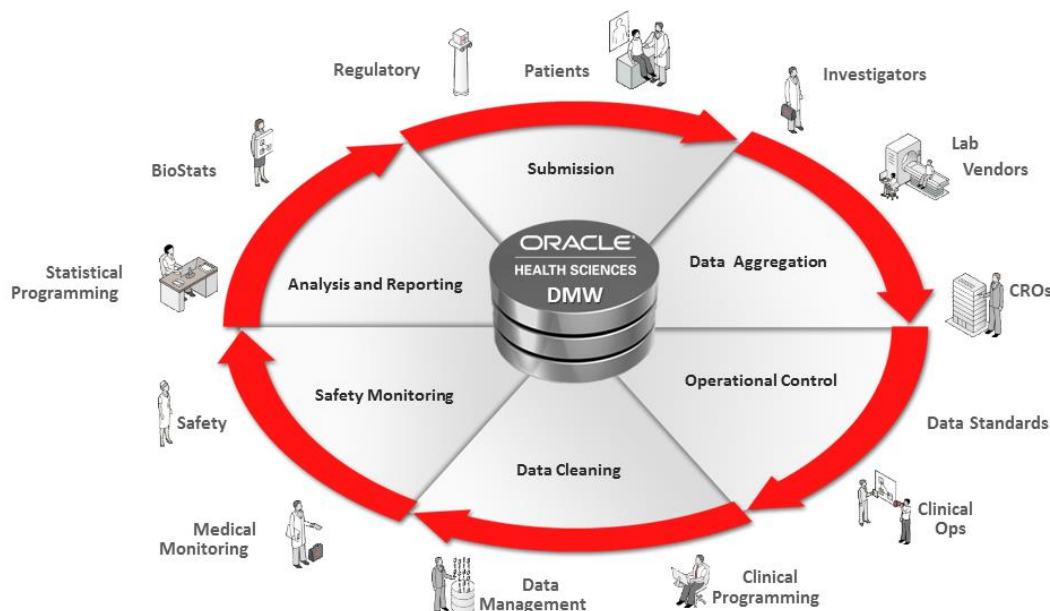 Regulatory
Patients
Investigators
BioStats
Lab
Vendors
Submission
ORACLE®
HEALTH SCIENCES
DMW
Data Aggregation
Analysis and Reporting
Statistical
Programming
CROs
Safety Monitoring
Operational Control
Safety
Data Standards
Data Cleaning
Medical
Monitoring
Clinical
Ops
Data
Management
Clinical
Programming